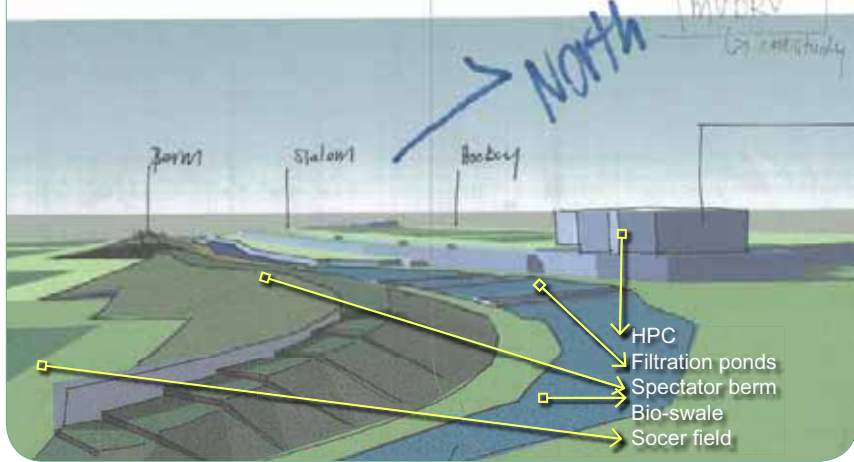 North
Berm
Slalom
Hockey
HPC
Filtration ponds
Spectator berm
Bio-swale
Socer field